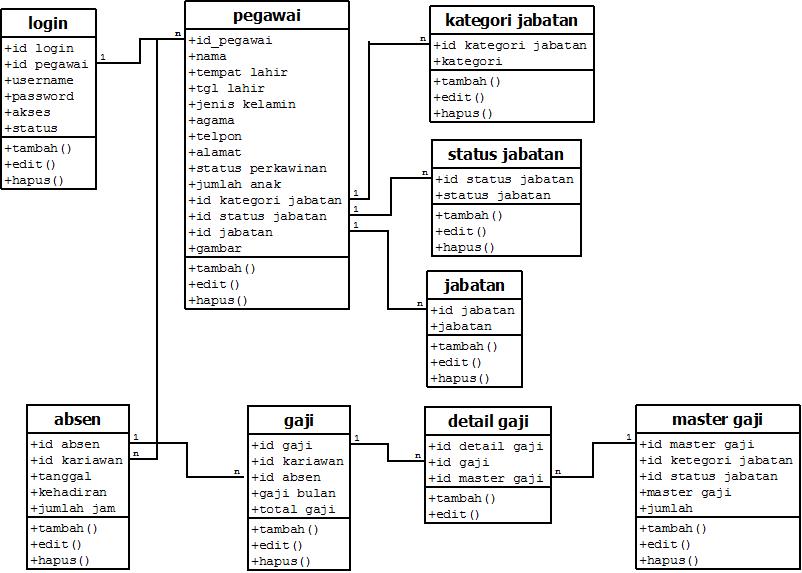 login
+id login
+id pegawai
+username
+password
+akses
+status
+tambah()
+edit()
+hapus()
1
n
pegawai
+id_pegawai
+nama
+tempat lahir
+tgl lahir
+jenis kelamin
+agama
+telpon
+alamat
+status perkawinan
+jumlah anak
+id kategori jabatan
+id status jabatan
+id jabatan
+gambar
+tambah()
+edit()
+hapus()
1
1
1
n
kategori jabatan
+id kategori jabatan
+kategori
+tambah()
+edit()
+hapus()
n
status jabatan
+id status jabatan
+status jabatan
+tambah()
+edit()
+hapus()
n
jabatan
+id jabatan
+jabatan
+tambah()
+edit()
+hapus()
absen
+id absen
+id kariawan
+tanggal
+kehadiran
+jumlah jam
+tambah()
+edit()
+hapus()
1
n
n
gaji
+id gaji
+id kariawan
+id absen
+gaji bulan
+total gaji
+tambah()
+edit()
+hapus()
1
n
detail gaji
+id detail gaji
+id gaji
+id master gaji
+tambah()
+edit()
n
1
master gaji
+id master gaji
+id ketegori jabatan
+id status jabatan
+master gaji
+jumlah
+tambah()
+edit()
+hapus()